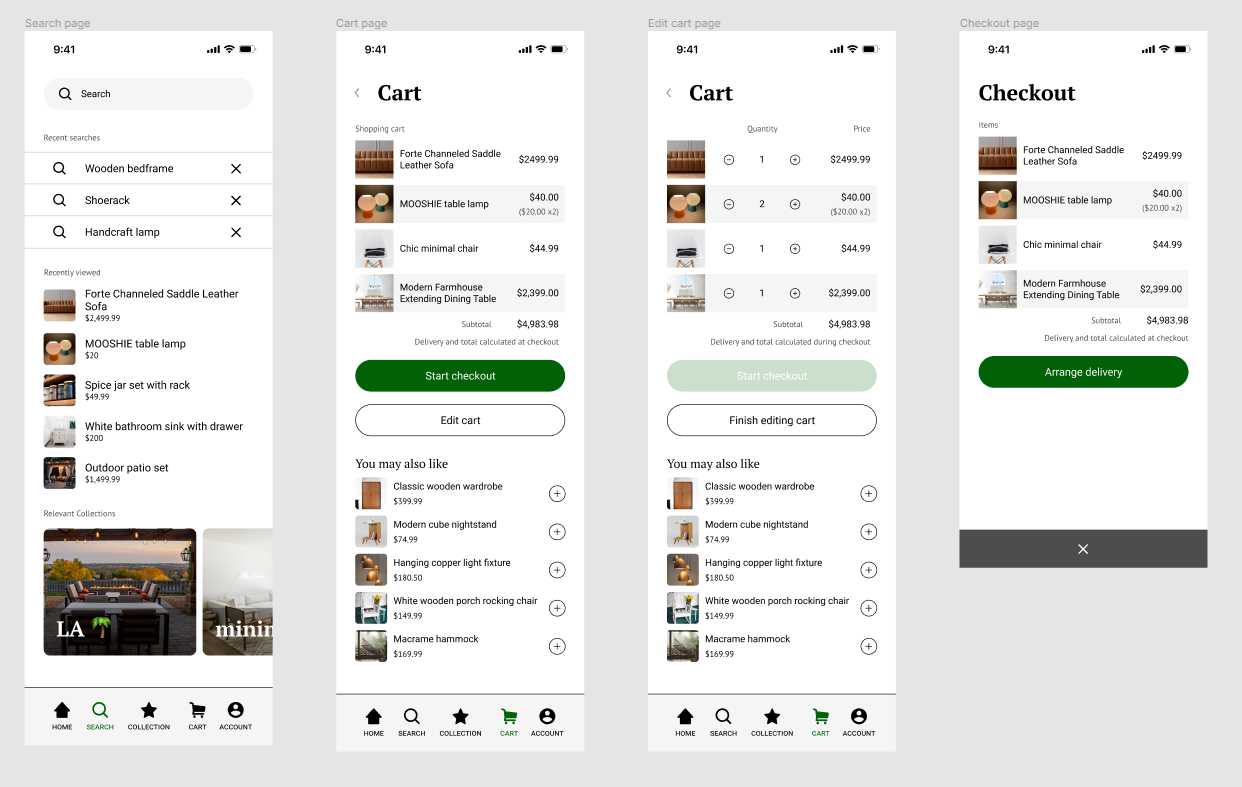 Search page
9:41
Search
Recent searches
Wooden bedframe
Shoerack
Handcraft lamp
Recently viewed
Forte Channeled Saddle Leather
Sofa
$2,499.99
MOOSHIE table lamp
$20
Spice jar set with rack
$49.99
White bathroom sink with drawer
$200
Outdoor patio set
$1,499.99
Relevant Collections
LA 🌴
minin
HOME SEARCH COLLECTION CART ACCOUNT
Cart page
9:41
Cart
Shopping cart
Forte Channeled Saddle
Leather Sofa
$2499.99
MOOSHIE table lamp
$40.00
($20.00 x2)
Chic minimal chair
$44.99
Modern Farmhouse
Extending Dining Table
$2,399.00
Subtotal $4,983.98
Delivery and total calculated at checkout
Start checkout
Edit cart
You may also like
Classic wooden wardrobe
$399.99
Modern cube nightstand
$74.99
Hanging copper light fixture
$180.50
White wooden porch rocking chair
$149.99
Macrame hammock
$169.99
HOME SEARCH COLLECTION CART ACCOUNT
Edit cart page
9:41
Cart
Quantity Price
1 $2499.99
2 $40.00
($20.00 x2)
1 $44.99
1 $2,399.00
Subtotal $4,983.98
Delivery and total calculated during checkout
Start checkout
Finish editing cart
You may also like
Classic wooden wardrobe
$399.99
Modern cube nightstand
$74.99
Hanging copper light fixture
$180.50
White wooden porch rocking chair
$149.99
Macrame hammock
$169.99
HOME SEARCH COLLECTION CART ACCOUNT
Checkout page
9:41
Checkout
Items
Forte Channeled Saddle
Leather Sofa
$2499.99
MOOSHIE table lamp
$40.00
($20.00 x2)
Chic minimal chair
$44.99
Modern Farmhouse
Extending Dining Table
$2,399.00
Subtotal $4,983.98
Delivery and total calculated at checkout
Arrange delivery